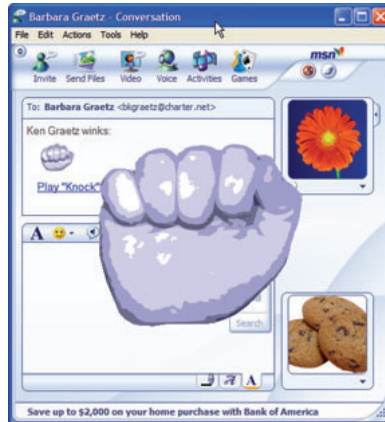 Barbara Graetz - Conversation
File Edit Actions Tools Help
msn
Invite Send Files Video Voice Activities Games
To: Barbara Graetz <bkgraetz@charter.net>
Ken Graetz winks:
Play "Knock"
A
Search
A
Save up to $2,000 on your home purchase with Bank of America